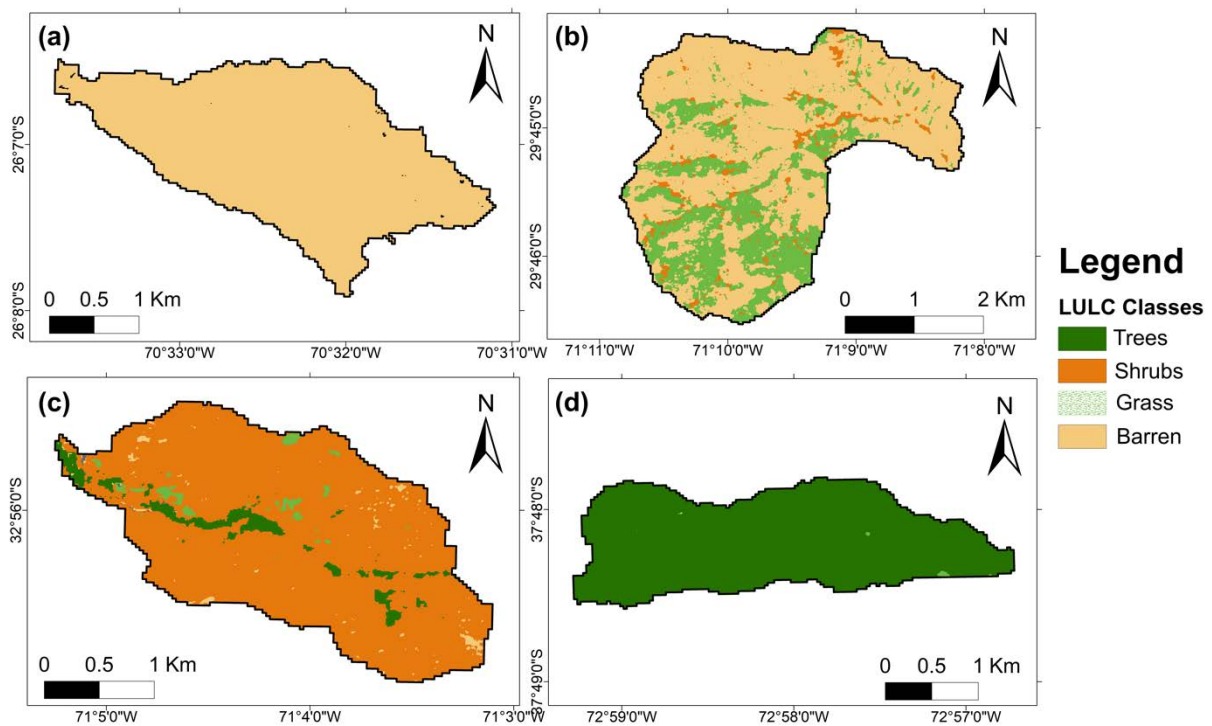 (a)
N
26°7'0"S
26°8'0"S
0 0.5 1 Km
70°33'0"W 70°32'0"W 70°31'0"W
(b)
N
29°45'0"S
29°46'0"S
0 1 2 Km
71°11'0"W 71°10'0"W 71°9'0"W 71°8'0"W
(c)
N
32°56'0"S
0 0.5 1 Km
71°5'0"W 71°4'0"W 71°3'0"W
(d)
N
37°48'0"S
37°49'0"S
0 0.5 1 Km
72°59'0"W 72°58'0"W 72°57'0"W
Legend
LULC Classes
Trees
Shrubs
Grass
Barren